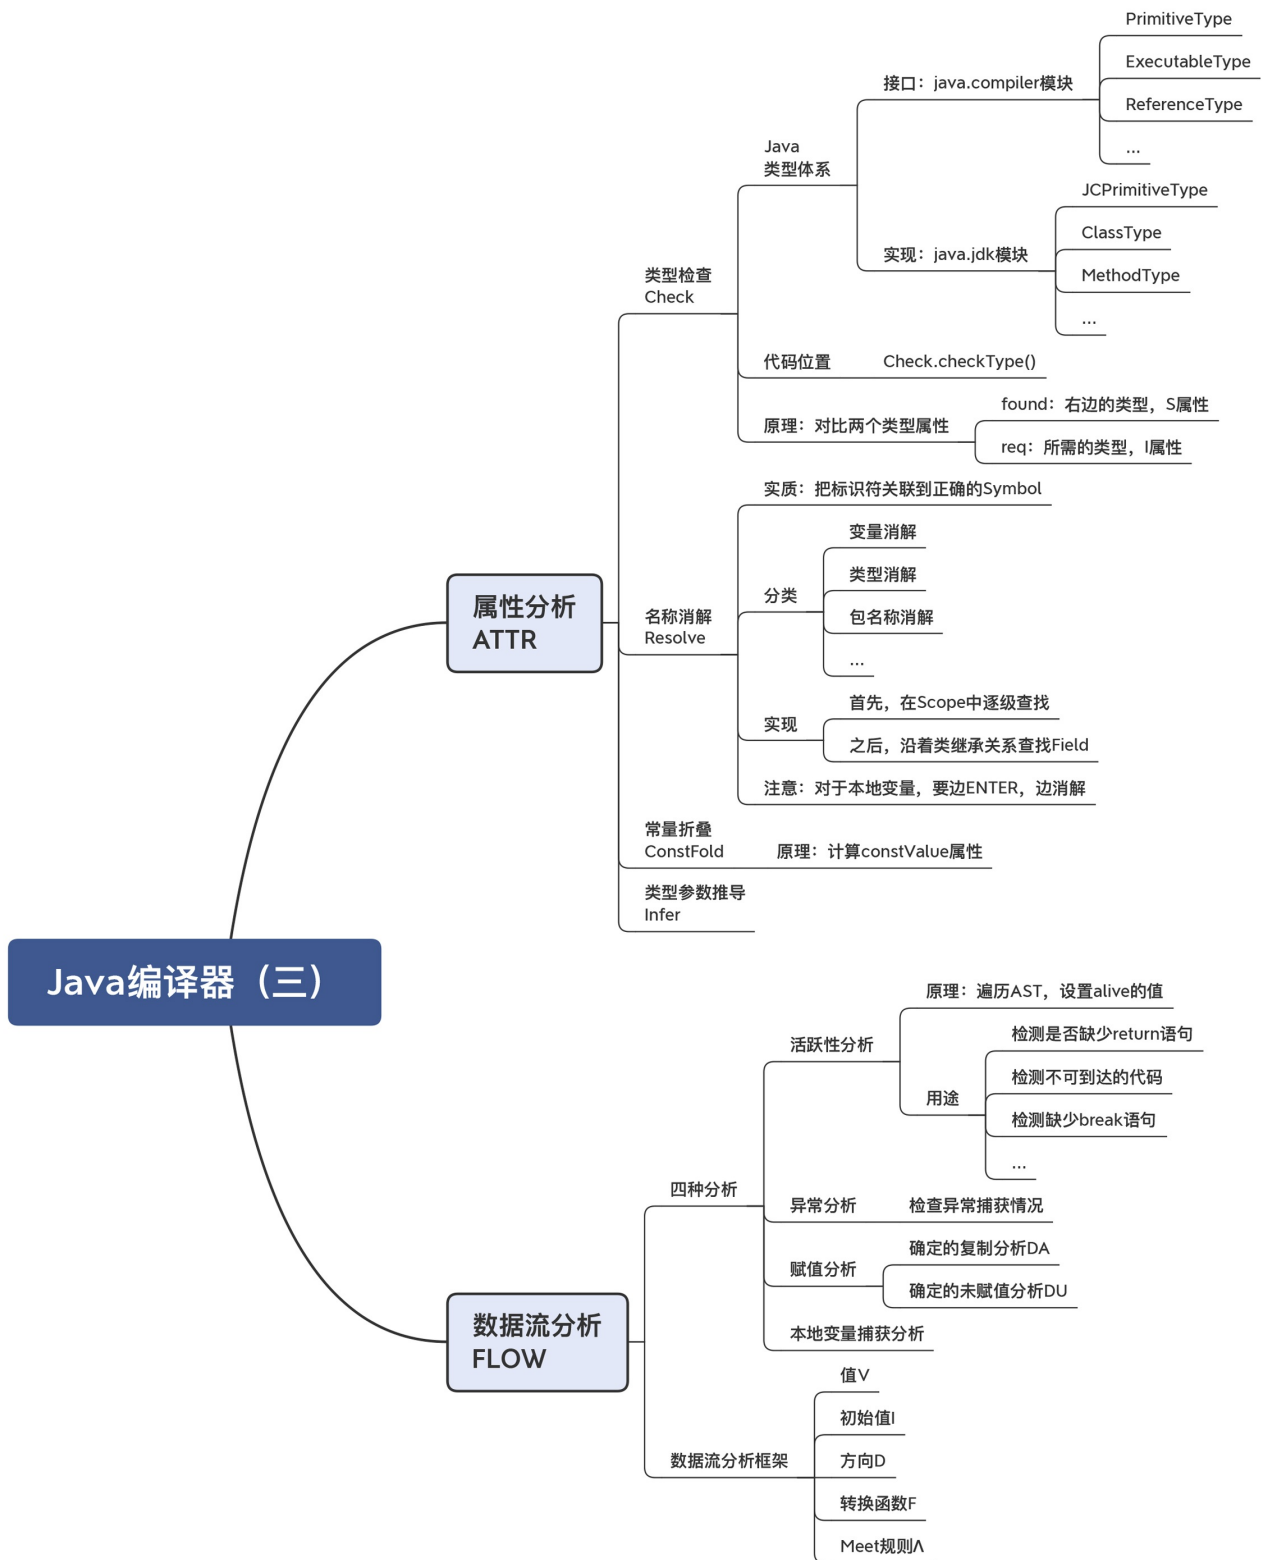 Java编译器（三）
属性分析
ATTR
类型检查
Check
Java
类型体系
接口：java.compiler模块
PrimitiveType
ExecutableType
ReferenceType
...
实现：java.jdk模块
JCPrimitiveType
ClassType
MethodType
...
代码位置
Check.checkType()
原理：对比两个类型属性
found：右边的类型，S属性
req：所需的类型，I属性
名称消解
Resolve
实质：把标识符关联到正确的Symbol
分类
变量消解
类型消解
包名称消解
...
实现
首先，在Scope中逐级查找
之后，沿着类继承关系查找Field
注意：对于本地变量，要边ENTER，边消解
常量折叠
ConstFold
原理：计算constValue属性
类型参数推导
Infer
数据流分析
FLOW
四种分析
活跃性分析
原理：遍历AST，设置alive的值
用途
检测是否缺少return语句
检测不可到达的代码
检测缺少break语句
...
异常分析
检查异常捕获情况
赋值分析
确定的复制分析DA
确定的未赋值分析DU
本地变量捕获分析
数据流分析框架
值V
初始值I
方向D
转换函数F
Meet规则Λ